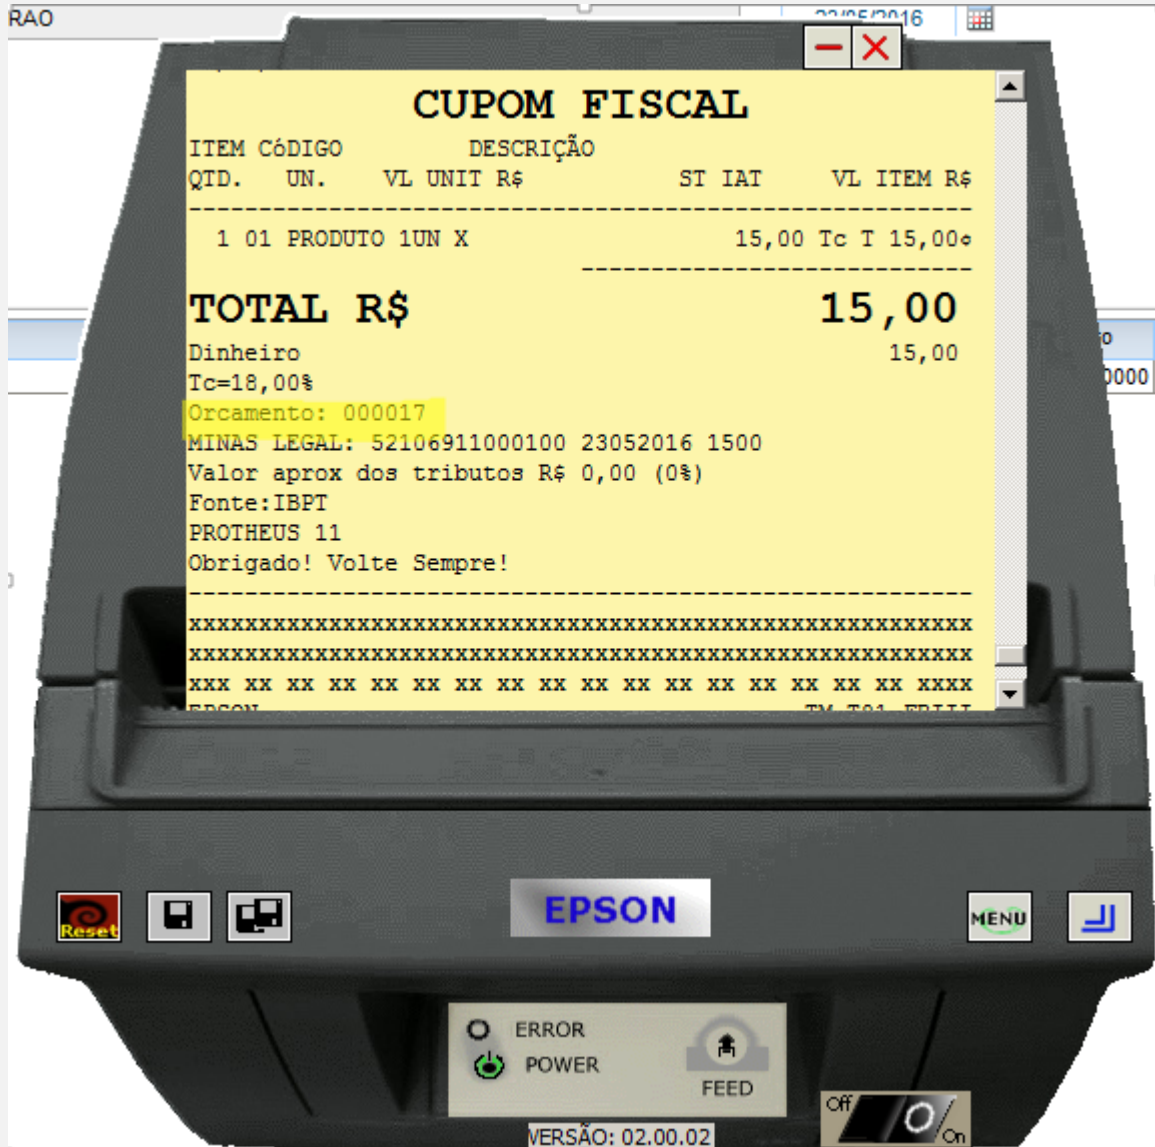 RAO
CUPOM FISCAL
ITEM CóDIGO DESCRIÇÃO
QTD. UN. VL UNIT R$ ST IAT VL ITEM R$
1 01 PRODUTO 1UN X 15,00 Tc T 15,00
TOTAL R$ 15,00
Dinheiro 15,00
Tc=18,00%
Orcamento: 000017
MINAS LEGAL: 52106911000100 23052016 1500
Valor aprox dos tributos R$ 0,00 (0%)
Fonte:IBPT
PROTHEUS 11
Obrigado! Volte Sempre!
xxxxxxxxxxxxxxxxxxxxxxxxxxxxxxxxxxxxxxxxxxxxxxxxxxxxxxxx
xxxxxxxxxxxxxxxxxxxxxxxxxxxxxxxxxxxxxxxxxxxxxxxxxxxxxxxx
xxx xx xx xx xx xx xx xx xx xx xx xx xx xx xx xx xx xxxx
Reset
EPSON
MENU
ERROR
POWER
FEED
Off
On
VERSÃO: 02.00.02